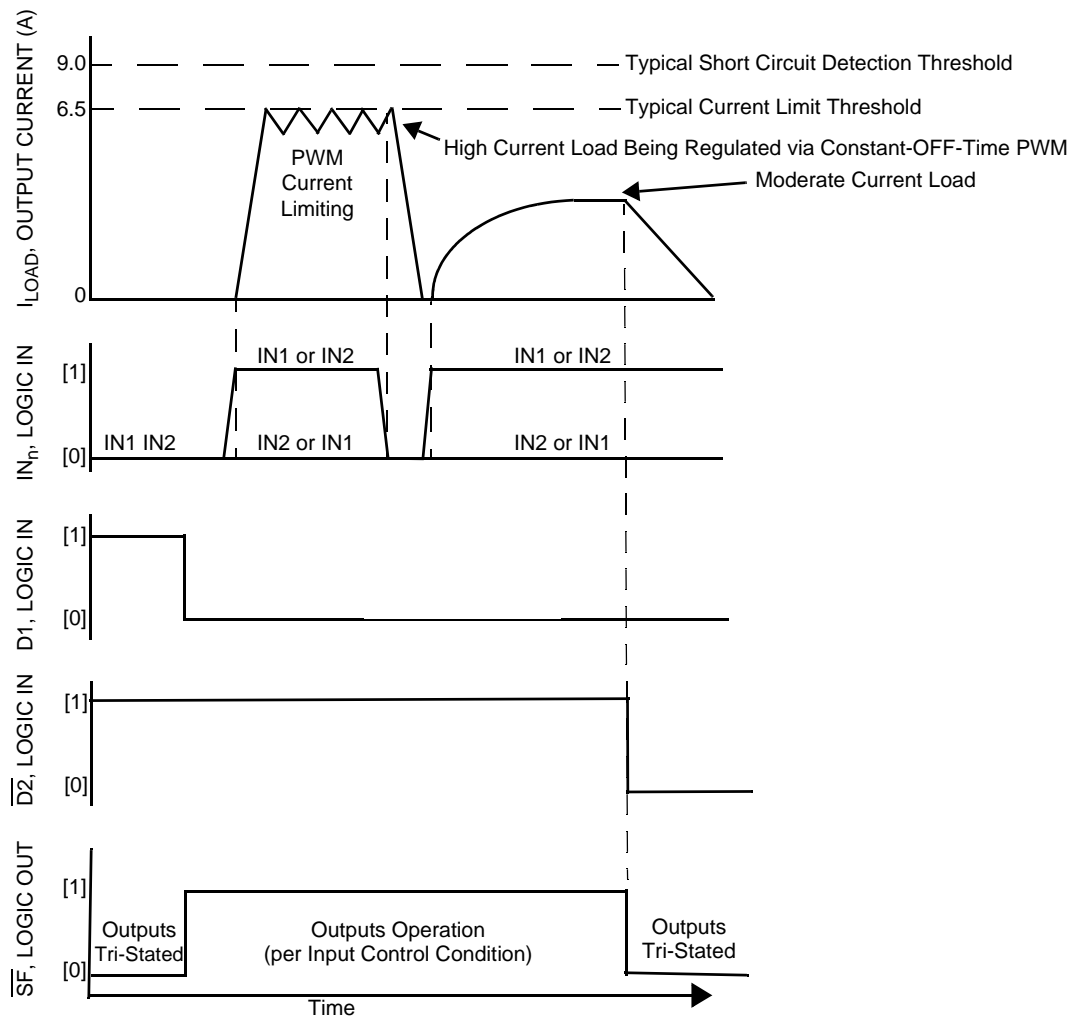 I_LOAD, OUTPUT CURRENT (A)
9.0
Typical Short Circuit Detection Threshold
6.5
Typical Current Limit Threshold
High Current Load Being Regulated via Constant-OFF-Time PWM
PWM
Current
Limiting
Moderate Current Load
0
IN_n, LOGIC IN
[1]
IN1 or IN2
IN1 or IN2
[0]
IN1 IN2
IN2 or IN1
IN2 or IN1
D1, LOGIC IN
[1]
[0]
D̅2̅, LOGIC IN
[1]
[0]
S̅F̅, LOGIC OUT
[1]
[0]
Outputs
Tri-Stated
Outputs Operation
(per Input Control Condition)
Outputs
Tri-Stated
Time